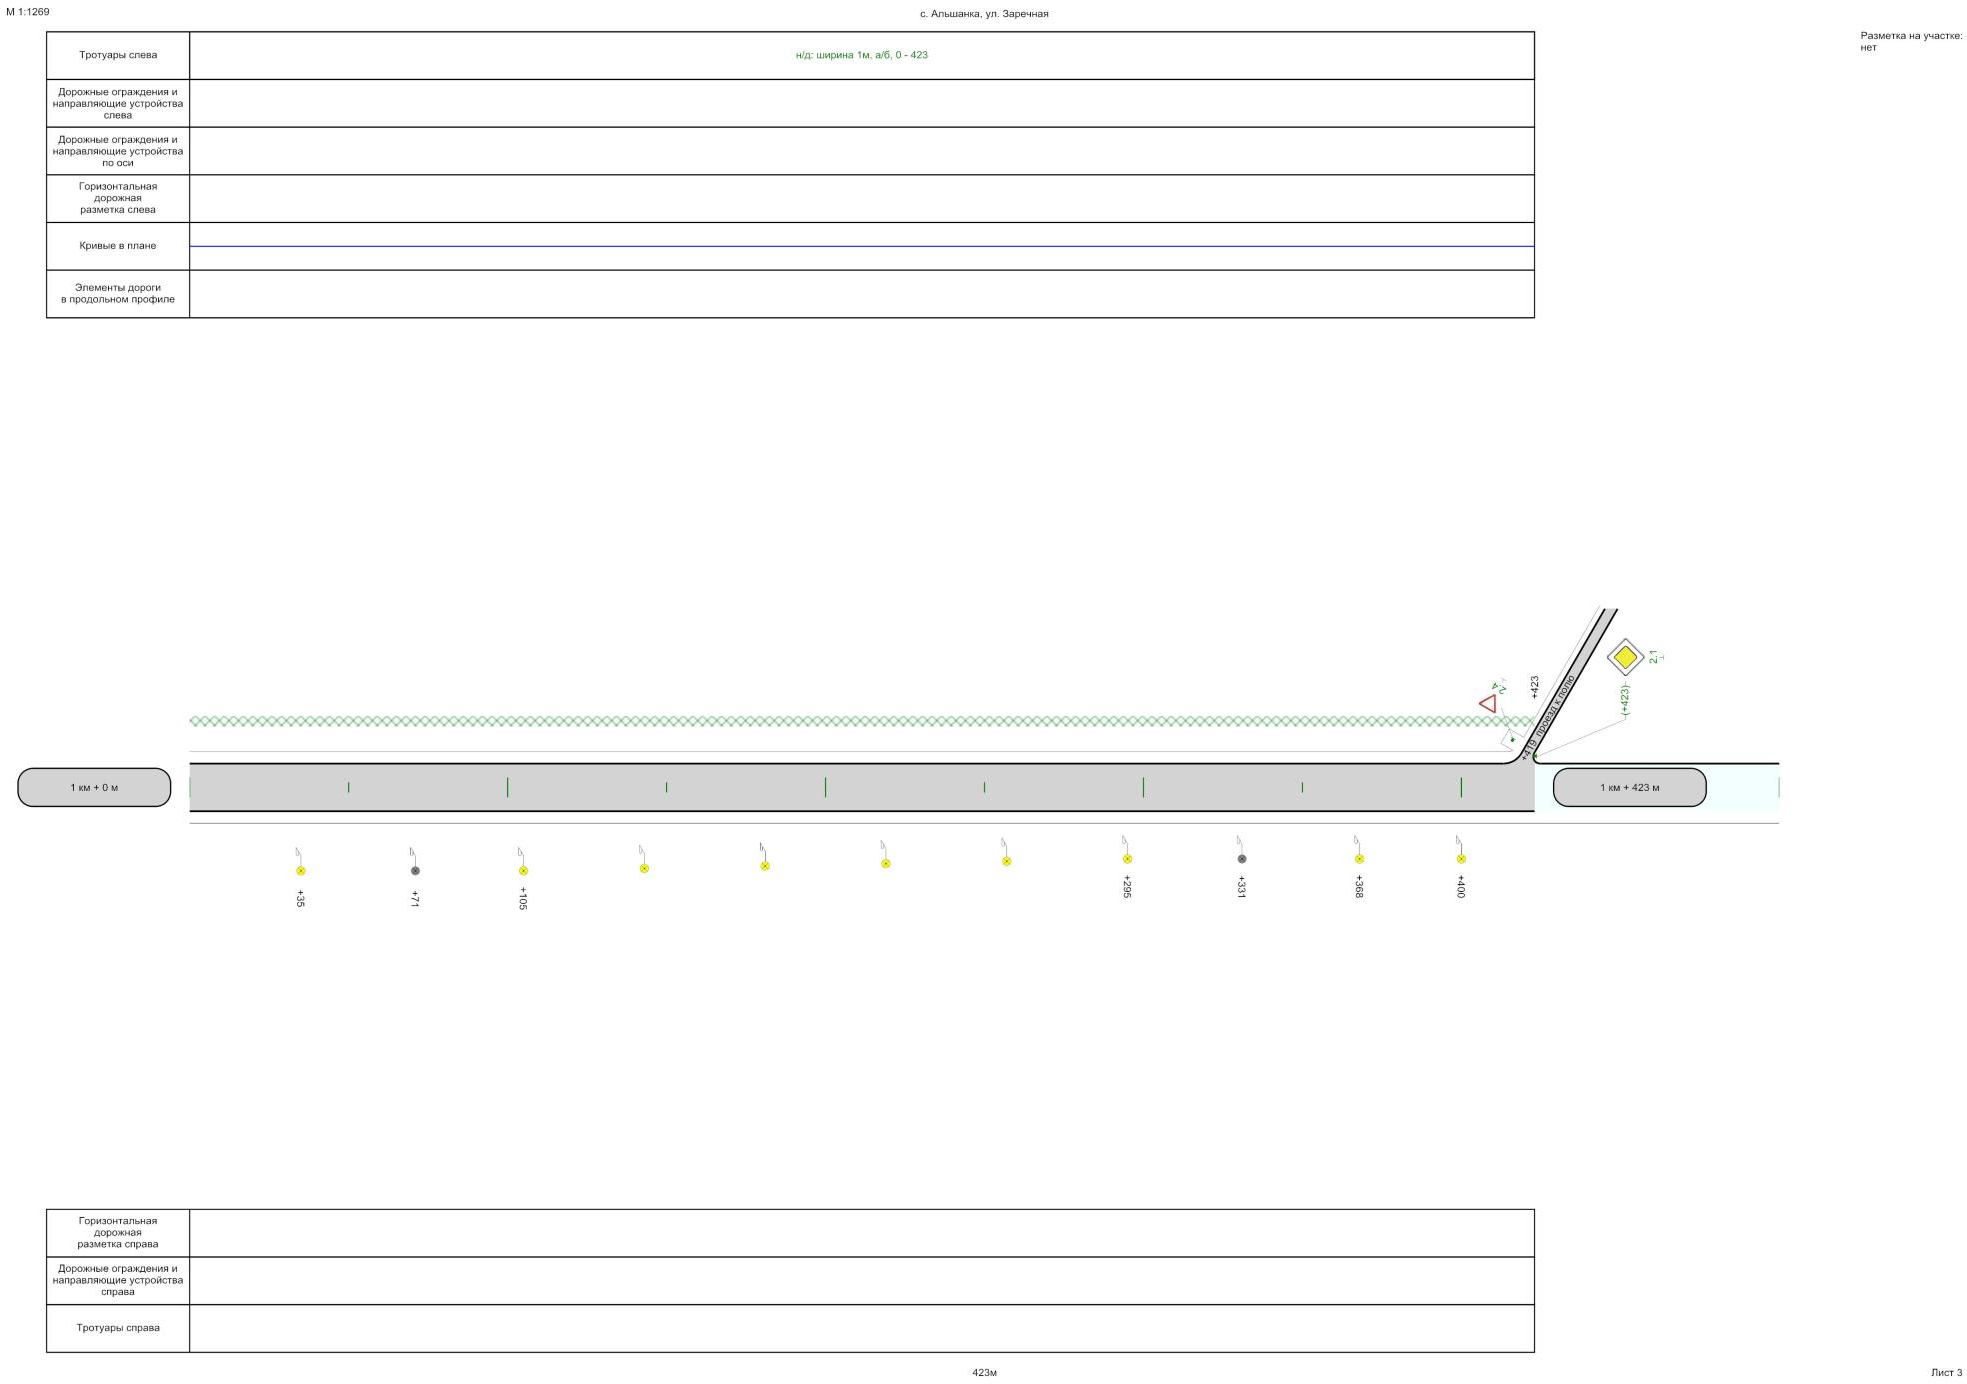 М 1:1269
с. Альшанка, ул. Заречная
Разметка на участке:
нет
Тротуары слева
н/д: ширина 1м, а/б, 0 - 423
Дорожные ограждения и
направляющие устройства
слева
Дорожные ограждения и
направляющие устройства
по оси
Горизонтальная
дорожная
разметка слева
Кривые в плане
Элементы дороги
в продольном профиле
2.1
2.4
+423
(+423)
+419 проезд к полю
1 км + 0 м
1 км + 423 м
+35
+71
+105
+295
+331
+368
+400
Горизонтальная
дорожная
разметка справа
Дорожные ограждения и
направляющие устройства
справа
Тротуары справа
423м
Лист 3